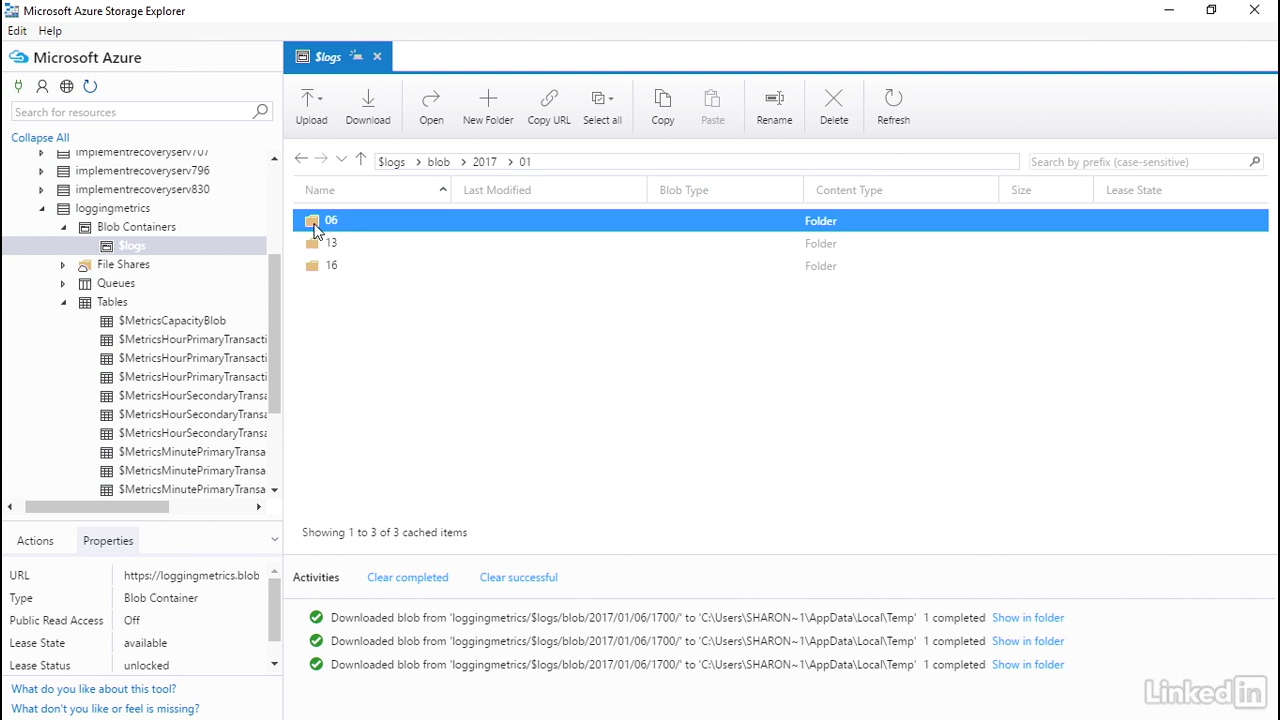 Microsoft Azure Storage Explorer
Edit Help
Microsoft Azure
Search for resources
Collapse All
implementrecoveryserv707
implementrecoveryserv796
implementrecoveryserv830
loggingmetrics
Blob Containers
$logs
File Shares
Queues
Tables
$MetricsCapacityBlob
$MetricsHourPrimaryTransacti
$MetricsHourPrimaryTransacti
$MetricsHourPrimaryTransacti
$MetricsHourSecondaryTransa
$MetricsHourSecondaryTransa
$MetricsHourSecondaryTransa
$MetricsMinutePrimaryTransa
$MetricsMinutePrimaryTransa
$MetricsMinutePrimaryTransa
Actions Properties
URL https://loggingmetrics.blob
Type Blob Container
Public Read Access Off
Lease State available
Lease Status unlocked
What do you like about this tool?
What don't you like or feel is missing?
$logs
Upload Download Open New Folder Copy URL Select all Copy Paste Rename Delete Refresh
$logs blob 2017 01
Search by prefix (case-sensitive)
Name Last Modified Blob Type Content Type Size Lease State
06 Folder
13 Folder
16 Folder
Showing 1 to 3 of 3 cached items
Activities Clear completed Clear successful
Downloaded blob from 'loggingmetrics/$logs/blob/2017/01/06/1700/' to 'C:\Users\SHARON~1\AppData\Local\Temp' 1 completed Show in folder
Downloaded blob from 'loggingmetrics/$logs/blob/2017/01/06/1700/' to 'C:\Users\SHARON~1\AppData\Local\Temp' 1 completed Show in folder
Downloaded blob from 'loggingmetrics/$logs/blob/2017/01/06/1700/' to 'C:\Users\SHARON~1\AppData\Local\Temp' 1 completed Show in folder
LinkedIn